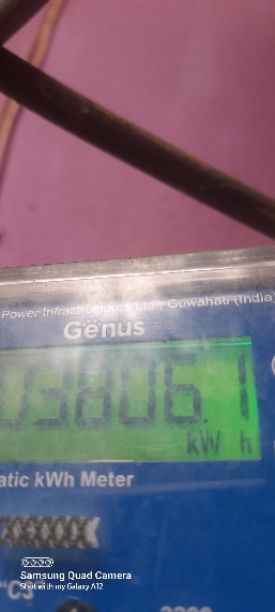 Power Infrastructures Ltd., Guwahati (India)
Genus
03806.1
kW h
atic kWh Meter
Samsung Quad Camera
Shot with my Galaxy A12